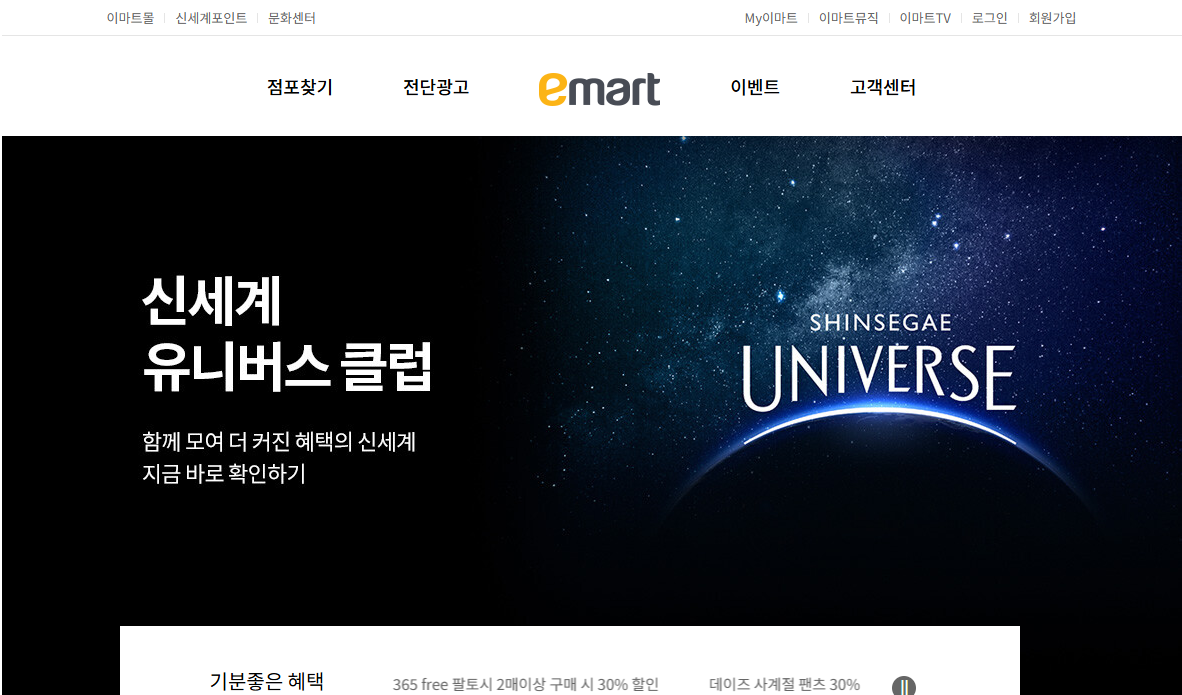 이마트몰 신세계포인트 문화센터 My이마트 이마트뮤직 이마트TV 로그인 회원가입
점포찾기 전단광고 emart 이벤트 고객센터
신세계
유니버스 클럽
함께 모여 더 커진 혜택의 신세계
지금 바로 확인하기
SHINSEGAE
UNIVERSE
기분좋은 혜택 365 free 팔토시 2매이상 구매 시 30% 할인 데이즈 사계절 팬츠 30%